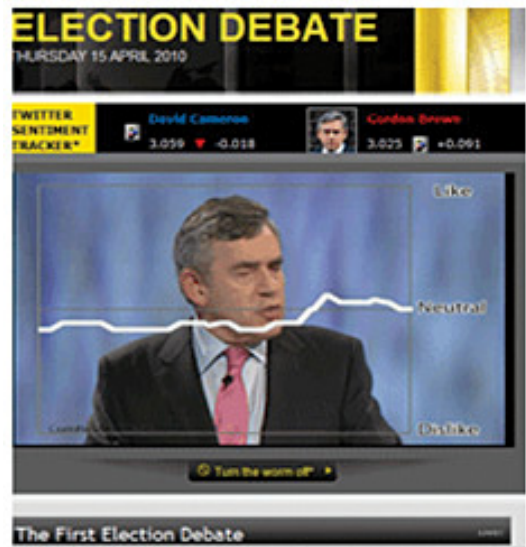 ELECTION DEBATE
THURSDAY 15 APRIL 2010
TWITTER
SENTIMENT
TRACKER*
David Cameron
3.059 ▼ -0.018
Gordon Brown
3.025 +0.091
Like
Neutral
Dislike
Turn the worm off*
The First Election Debate